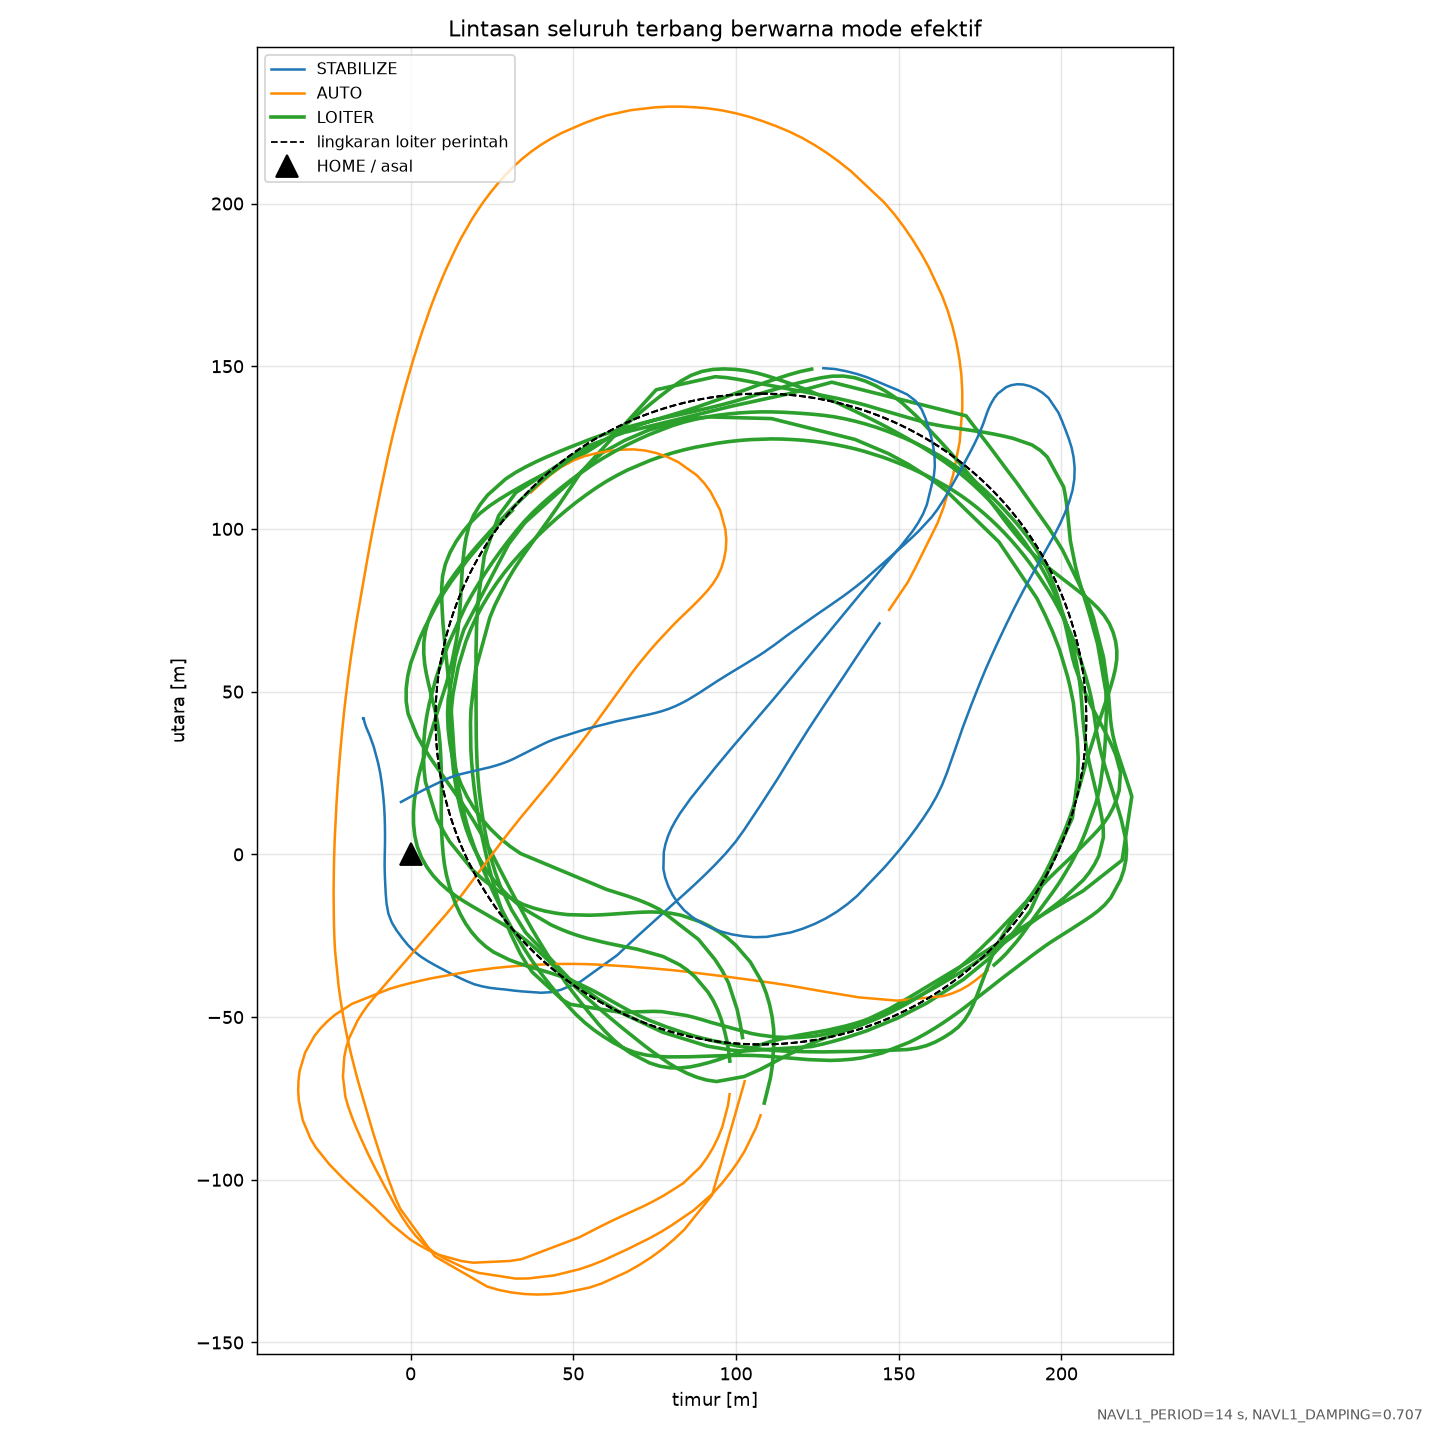 Lintasan seluruh terbang berwarna mode efektif
STABILIZE
AUTO
LOITER
lingkaran loiter perintah
HOME / asal
200
150
100
50
0
−50
−100
−150
utara [m]
0 50 100 150 200
timur [m]
NAVL1_PERIOD=14 s, NAVL1_DAMPING=0.707